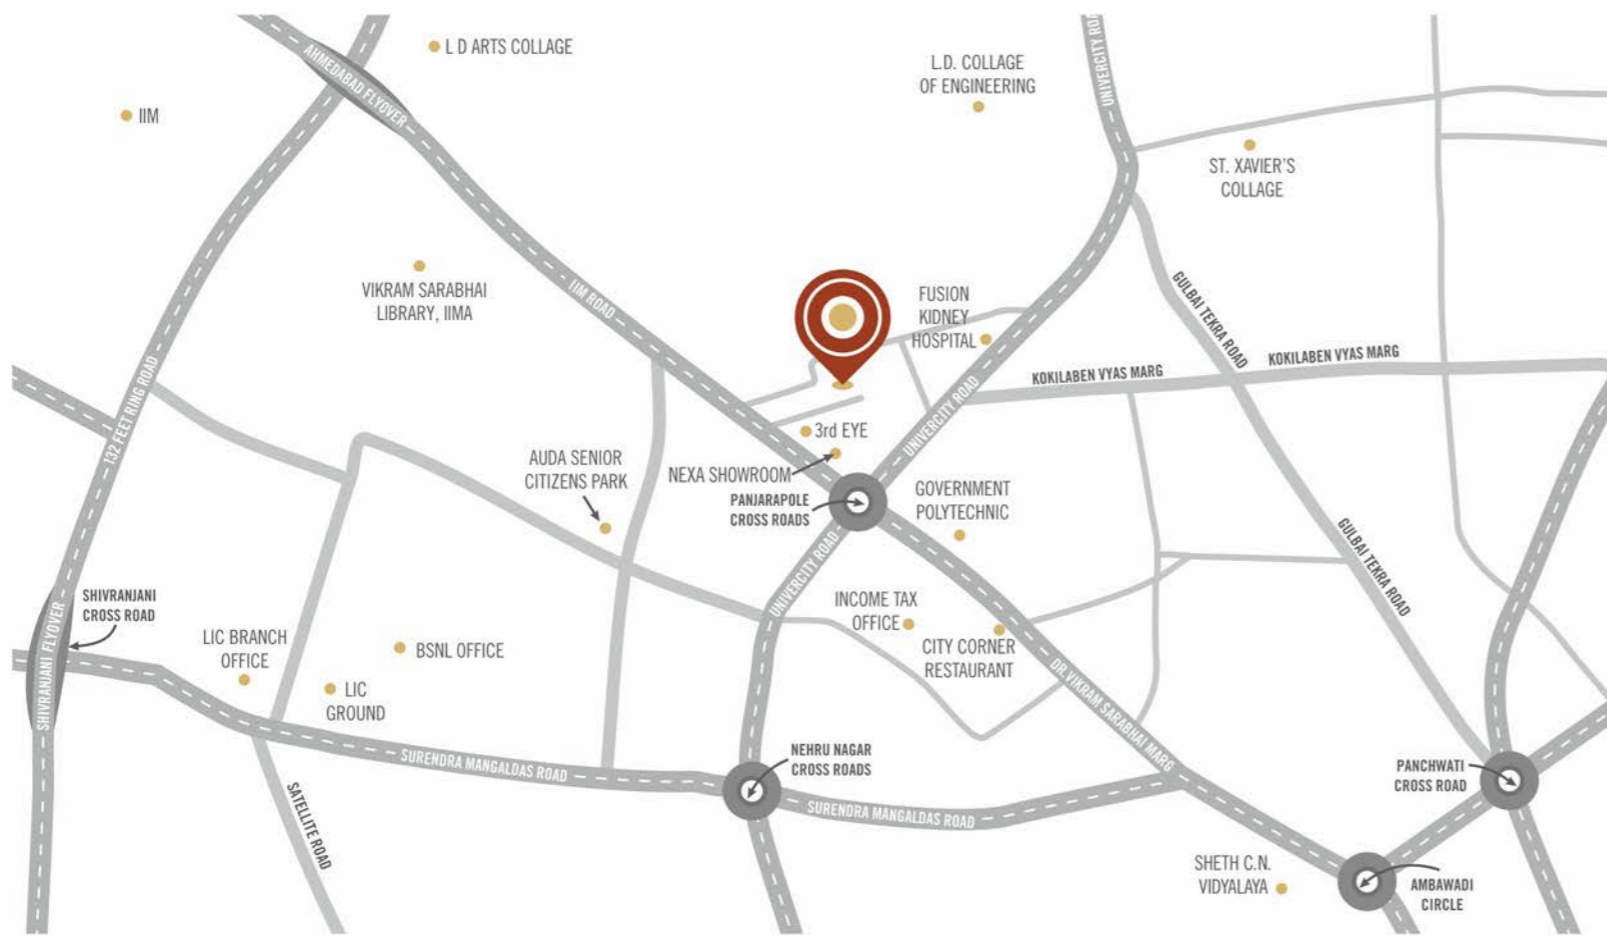 AHMEDABAD FLYOVER
L D ARTS COLLAGE
L.D. COLLAGE
OF ENGINEERING
UNIVERCITY ROAD
IIM
ST. XAVIER'S
COLLAGE
VIKRAM SARABHAI
LIBRARY, IIMA
IIM ROAD
FUSION
KIDNEY
HOSPITAL
GULBAI TEKRA ROAD
KOKILABEN VYAS MARG
KOKILABEN VYAS MARG
132 FEET RING ROAD
UNIVERCITY ROAD
3rd EYE
AUDA SENIOR
CITIZENS PARK
NEXA SHOWROOM
PANJARAPOLE
CROSS ROADS
GOVERNMENT
POLYTECHNIC
GULBAI TEKRA ROAD
UNIVERCITY ROAD
SHIVRANJANI
CROSS ROAD
SHIVRANJANI FLYOVER
LIC BRANCH
OFFICE
BSNL OFFICE
LIC
GROUND
INCOME TAX
OFFICE
CITY CORNER
RESTAURANT
DR.VIKRAM SARABHAI MARG
SURENDRA MANGALDAS ROAD
NEHRU NAGAR
CROSS ROADS
SATELLITE ROAD
SURENDRA MANGALDAS ROAD
PANCHWATI
CROSS ROAD
SHETH C.N.
VIDYALAYA
AMBAWADI
CIRCLE